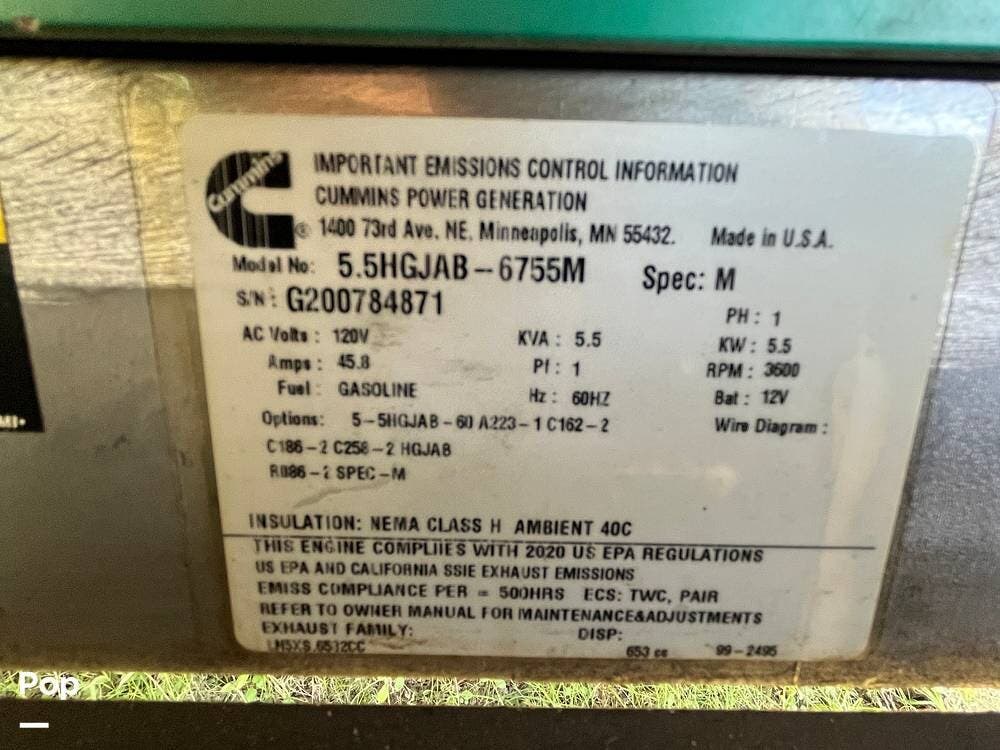 Cummins
®
IMPORTANT EMISSIONS CONTROL INFORMATION
CUMMINS POWER GENERATION
1400 73rd Ave. NE. Minneapolis, MN 55432. Made in U.S.A.
Model No: 5.5HGJAB-6755M Spec: M
S/N: G200784871
PH: 1
AC Volts: 120V KVA: 5.5 KW: 5.5
Amps: 45.8 Pf: 1 RPM: 3600
Fuel: GASOLINE Hz: 60HZ Bat: 12V
Options: 5-5HGJAB-60 A223-1 C162-2 Wire Diagram:
C186-2 C258-2 HGJAB
R086-2 SPEC-M
INSULATION: NEMA CLASS H AMBIENT 40C
THIS ENGINE COMPLIIES WITH 2020 US EPA REGULATIONS
US EPA AND CALIFORNIA SSIE EXHAUST EMISSIONS
EMISS COMPLIANCE PER = 500HRS ECS: TWC, PAIR
REFER TO OWNER MANUAL FOR MAINTENANCE&ADJUSTMENTS
EXHAUST FAMILY: DISP:
653 cc 99-2495
Pop